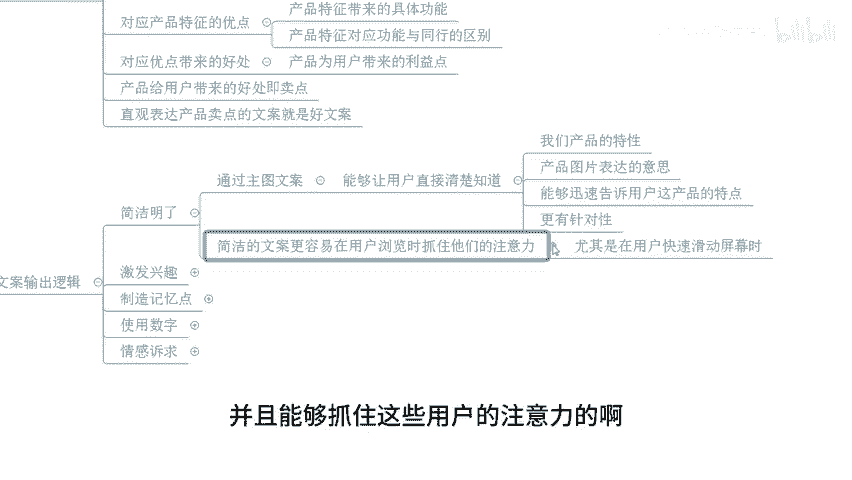 产品特征带来的具体功能
对应产品特征的优点
产品特征对应功能与同行的区别
对应优点带来的好处
产品为用户带来的利益点
产品给用户带来的好处即卖点
直观表达产品卖点的文案就是好文案
我们产品的特性
产品图片表达的意思
通过主图文案
能够让用户直接清楚知道
能够迅速告诉用户这产品的特点
简洁明了
更有针对性
简洁的文案更容易在用户浏览时抓住他们的注意力
尤其是在用户快速滑动屏幕时
激发兴趣
文案输出逻辑
制造记忆点
使用数字
情感诉求
并且能够抓住这些用户的注意力的啊